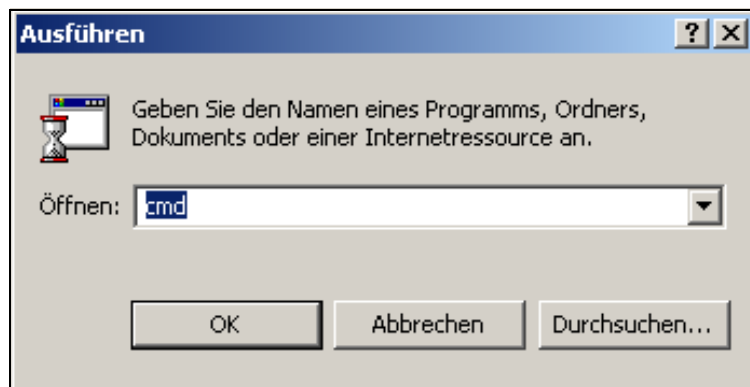 Ausführen
Geben Sie den Namen eines Programms, Ordners,
Dokuments oder einer Internetressource an.
Öffnen: cmd
OK Abbrechen Durchsuchen...